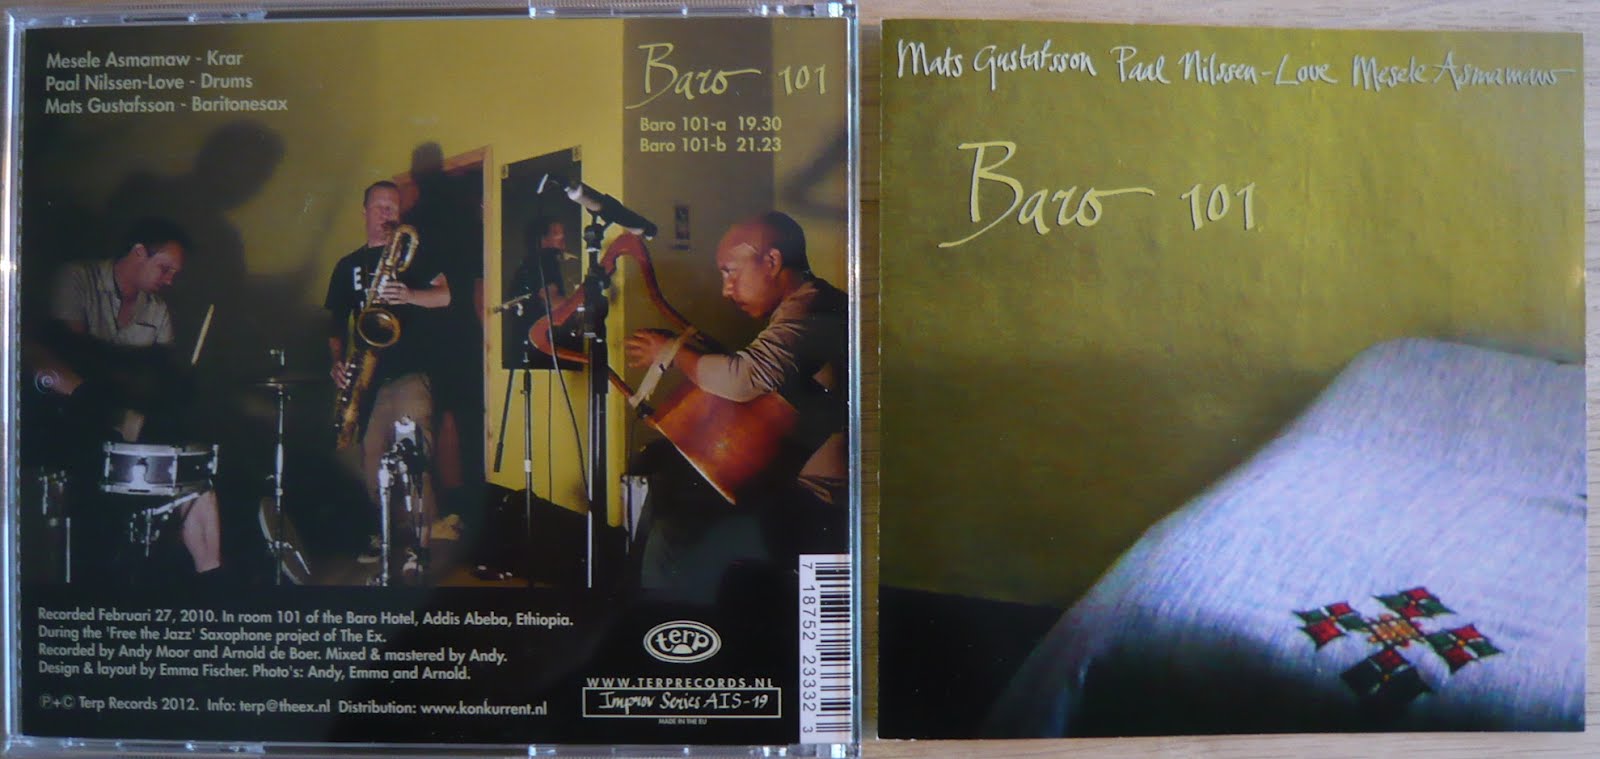 Mesele Asmamaw - Krar
Paal Nilssen-Love - Drums
Mats Gustafsson - Baritonesax
Baro 101
Baro 101-a 19.30
Baro 101-b 21.23
Recorded Februari 27, 2010. In room 101 of the Baro Hotel, Addis Abeba, Ethiopia.
During the 'Free the Jazz' Saxophone project of The Ex.
Recorded by Andy Moor and Arnold de Boer. Mixed & mastered by Andy.
Design & layout by Emma Fischer. Photo's: Andy, Emma and Arnold.
℗+© Terp Records 2012. Info: terp@theex.nl Distribution: www.konkurrent.nl
terp
WWW.TERPRECORDS.NL
Improv Series AIS-19
MADE IN THE EU
7 18752 23332 3
Mats Gustafsson Paal Nilssen-Love Mesele Asmamaw
Baro 101